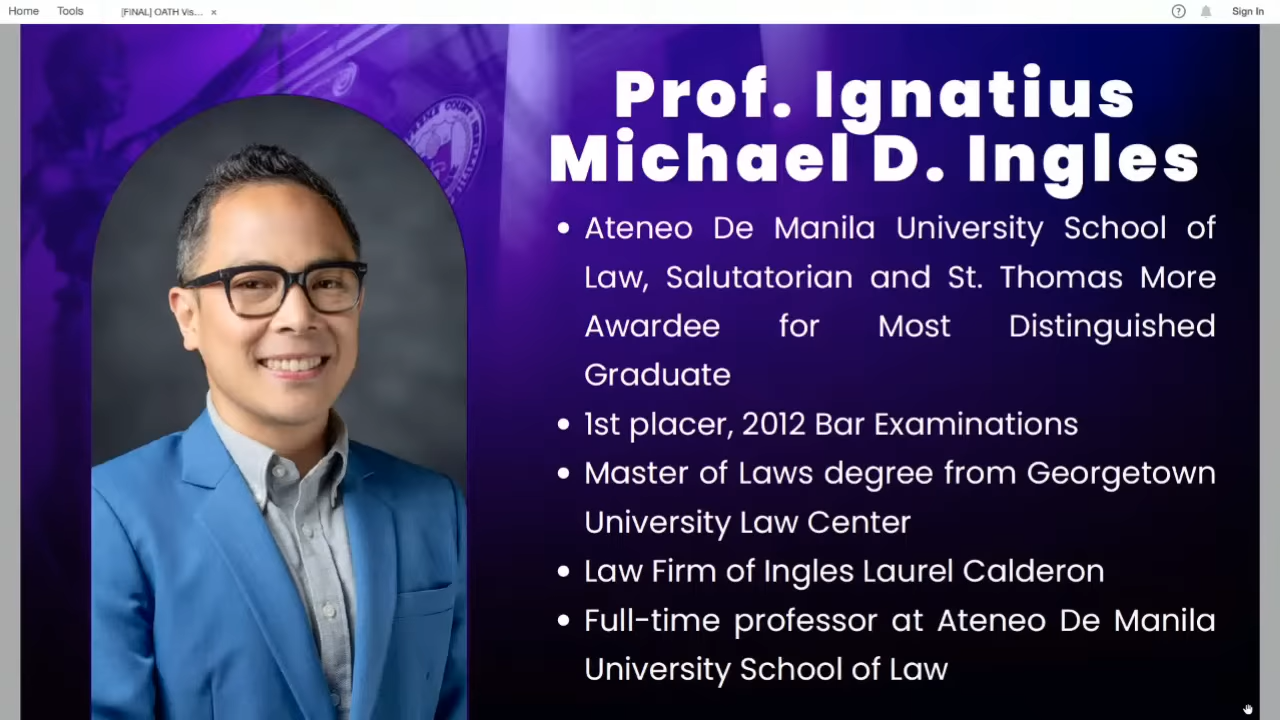 Home Tools [FINAL] OATH Vis... × Sign In
Prof. Ignatius
Michael D. Ingles
• Ateneo De Manila University School of
Law, Salutatorian and St. Thomas More
Awardee for Most Distinguished
Graduate
• 1st placer, 2012 Bar Examinations
• Master of Laws degree from Georgetown
University Law Center
• Law Firm of Ingles Laurel Calderon
• Full-time professor at Ateneo De Manila
University School of Law